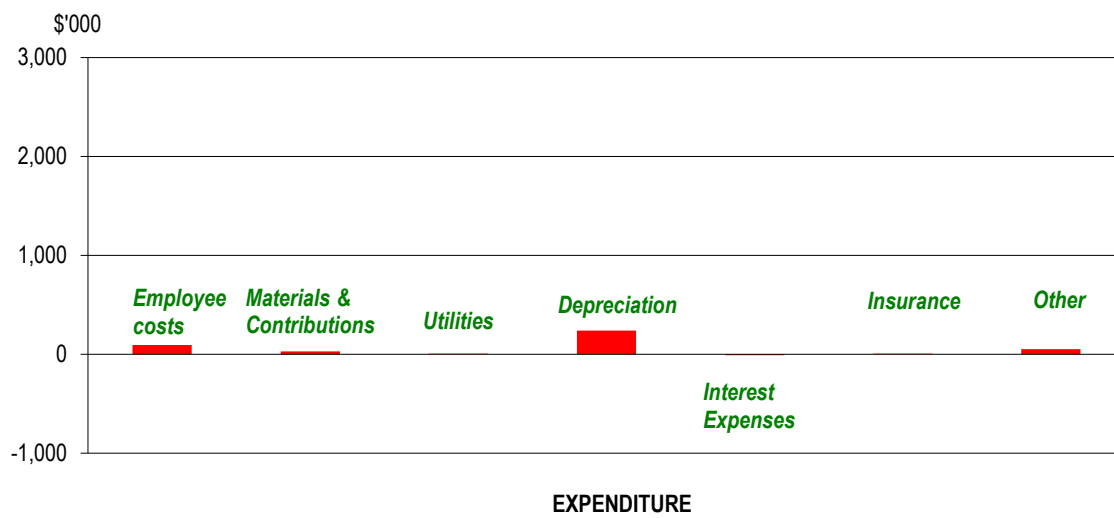 $'000
3,000
2,000
1,000
Employee
costs
Materials &
Contributions
Utilities
Depreciation
Insurance
Other
0
Interest
Expenses
-1,000
EXPENDITURE